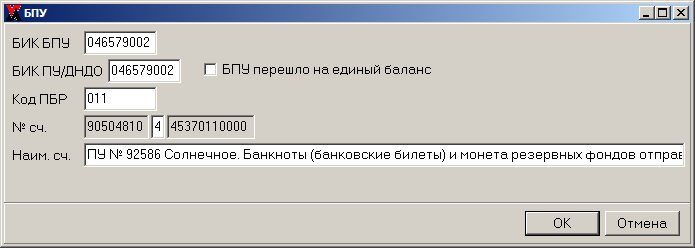 БПУ
БИК БПУ 046579002
БИК ПУ/ДНДО 046579002 БПУ перешло на единый баланс
Код ПБР 011
№ сч. 90504810 4 45370110000
Наим. сч. ПУ № 92586 Солнечное. Банкноты (банковские билеты) и монета резервных фондов отправ
OK Отмена